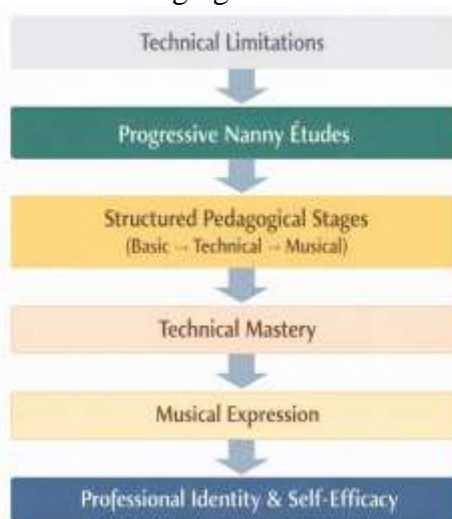 Technical Limitations
Progressive Nanny Études
Structured Pedagogical Stages
(Basic → Technical → Musical)
Technical Mastery
Musical Expression
Professional Identity & Self-Efficacy